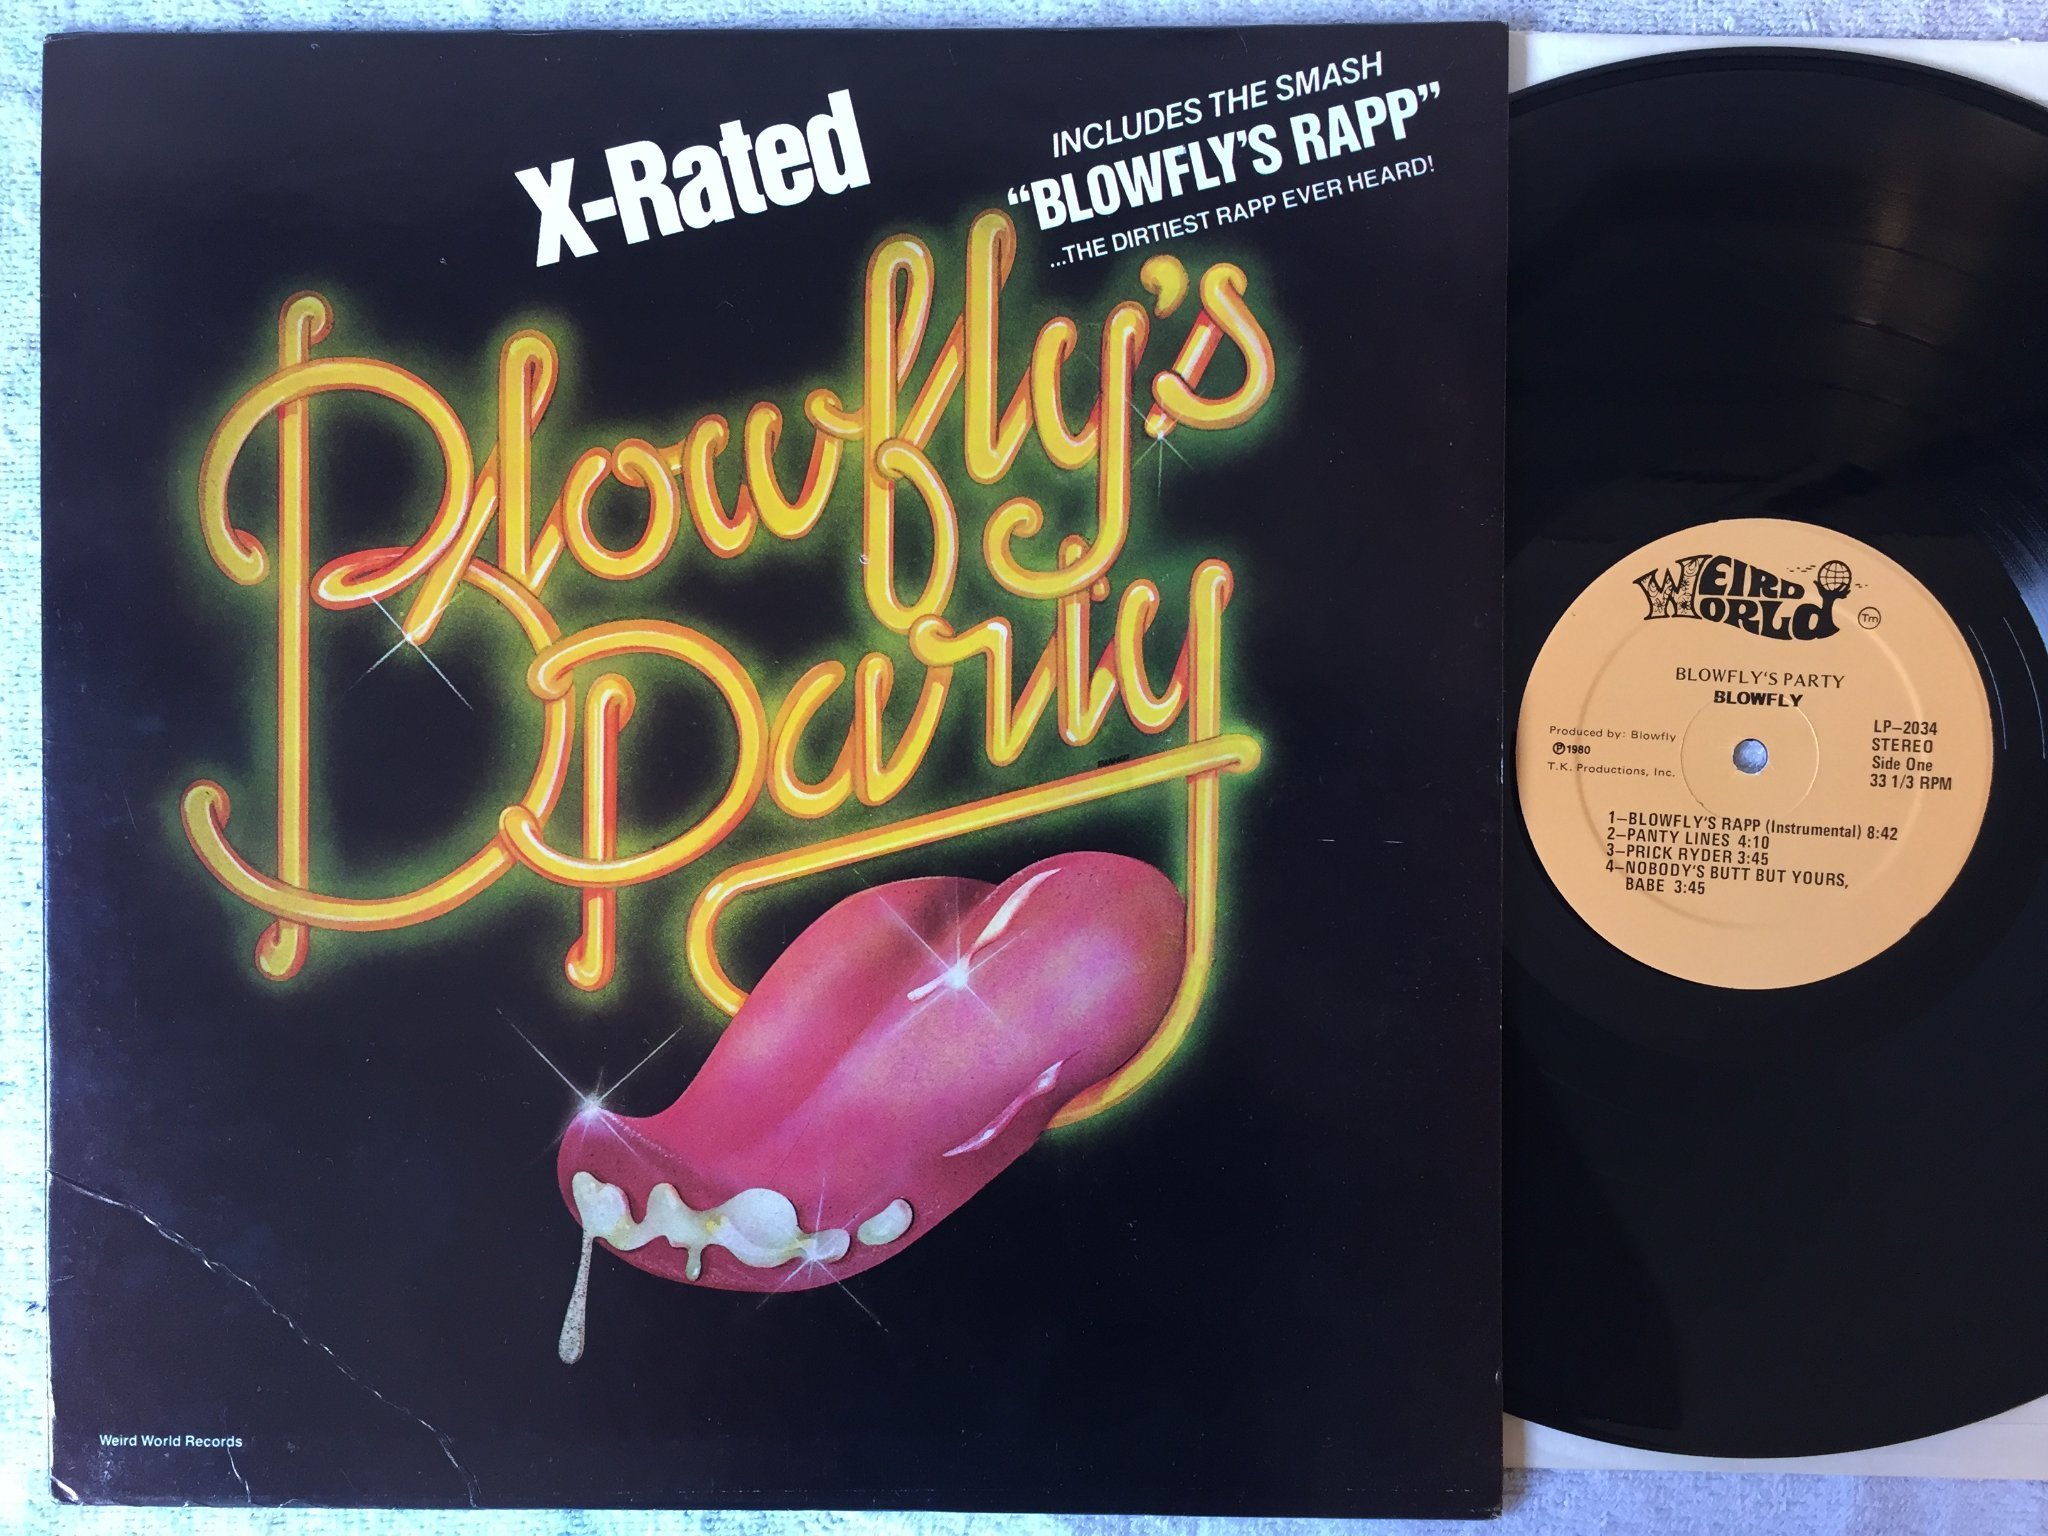 X-Rated
INCLUDES THE SMASH
“BLOWFLY’S RAPP”
...THE DIRTIEST RAPP EVER HEARD!
Blowfly's
Party
Weird World Records
WEIRD
WORLD
Tm
BLOWFLY'S PARTY
BLOWFLY
Produced by: Blowfly
℗1980
T.K. Productions, Inc.
LP-2034
STEREO
Side One
33 1/3 RPM
1-BLOWFLY'S RAPP (Instrumental) 8:42
2-PANTY LINES 4:10
3-PRICK RYDER 3:45
4-NOBODY'S BUTT BUT YOURS,
BABE 3:45